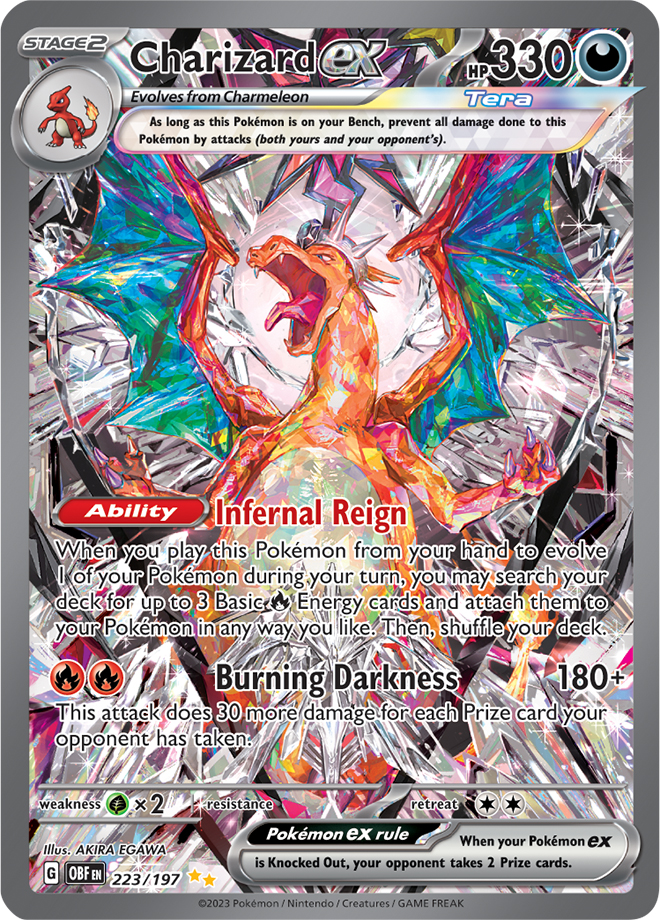 STAGE2
Charizard ex
HP 330
Evolves from Charmeleon
Tera
As long as this Pokémon is on your Bench, prevent all damage done to this
Pokémon by attacks (both yours and your opponent's).
Ability Infernal Reign
When you play this Pokémon from your hand to evolve
1 of your Pokémon during your turn, you may search your
deck for up to 3 Basic Energy cards and attach them to
your Pokémon in any way you like. Then, shuffle your deck.
Burning Darkness 180+
This attack does 30 more damage for each Prize card your
opponent has taken.
weakness ×2 resistance retreat
Illus. AKIRA EGAWA
Pokémon ex rule
When your Pokémon ex
is Knocked Out, your opponent takes 2 Prize cards.
G OBF EN 223/197
©2023 Pokémon / Nintendo / Creatures / GAME FREAK